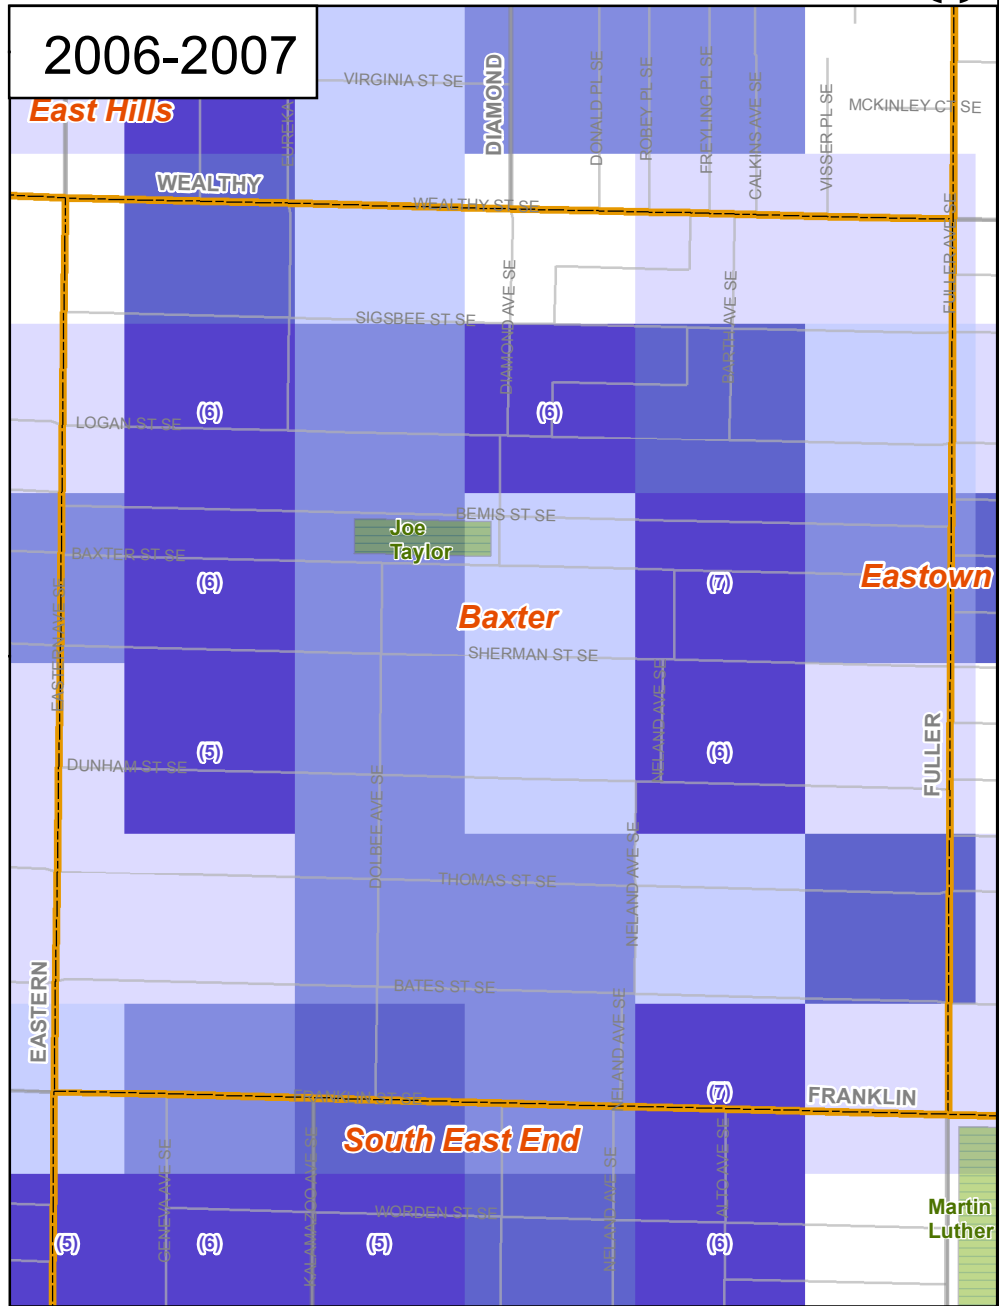 2006-2007
East Hills
EUREKA
VIRGINIA ST SE
DIAMOND
DONALD PL SE
ROBEY PL SE
FREYLING PL SE
CALKINS AVE SE
VISSER PL SE
MCKINLEY CT SE
WEALTHY
WEALTHY ST SE
FULLER AVE SE
DIAMOND AVE SE
BARTH AVE SE
SIGSBEE ST SE
(6)
(6)
LOGAN ST SE
BEMIS ST SE
Joe
Taylor
BAXTER ST SE
(6)
(7)
Eastown
EASTERN AVE SE
Baxter
SHERMAN ST SE
NELAND AVE SE
(5)
(6)
FULLER
DUNHAM ST SE
DOLBEE AVE SE
NELAND AVE SE
THOMAS ST SE
EASTERN
BATES ST SE
NELAND AVE SE
(7)
FRANKLIN
FRANKLIN ST SE
South East End
GENEVA AVE SE
KALAMAZOO AVE SE
NELAND AVE SE
ALTO AVE SE
WORDEN ST SE
Martin
Luther
(5)
(6)
(5)
(6)